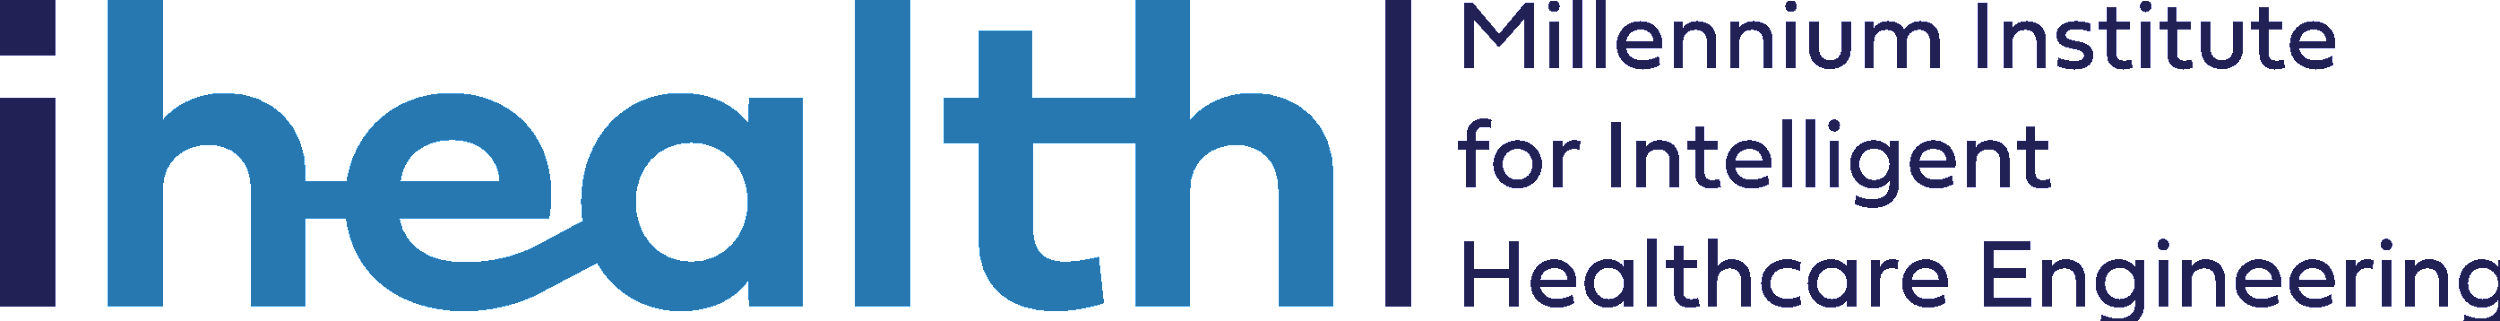 ihealth
Millennium Institute
for Intelligent
Healthcare Engineering